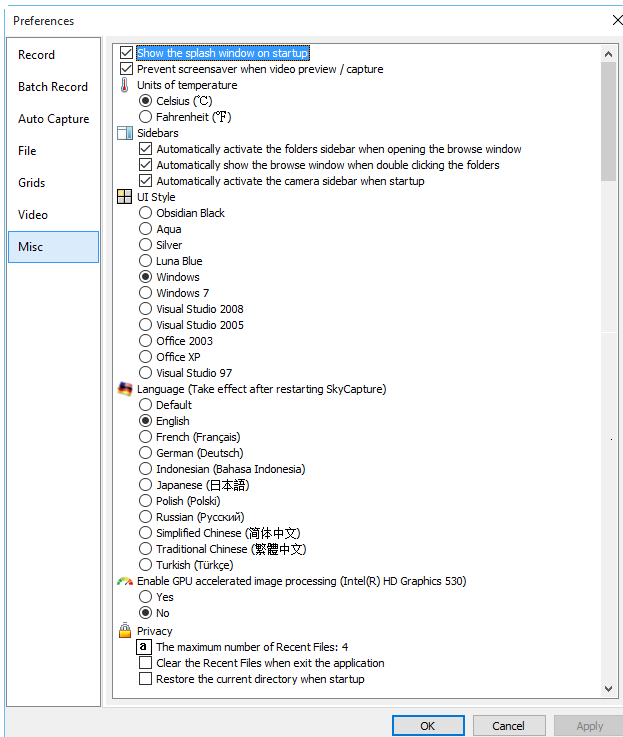 Preferences
Record
Batch Record
Auto Capture
File
Grids
Video
Misc
Show the splash window on startup
Prevent screensaver when video preview / capture
Units of temperature
Celsius (℃)
Fahrenheit (℉)
Sidebars
Automatically activate the folders sidebar when opening the browse window
Automatically show the browse window when double clicking the folders
Automatically activate the camera sidebar when startup
UI Style
Obsidian Black
Aqua
Silver
Luna Blue
Windows
Windows 7
Visual Studio 2008
Visual Studio 2005
Office 2003
Office XP
Visual Studio 97
Language (Take effect after restarting SkyCapture)
Default
English
French (Français)
German (Deutsch)
Indonesian (Bahasa Indonesia)
Japanese (日本語)
Polish (Polski)
Russian (Русский)
Simplified Chinese (简体中文)
Traditional Chinese (繁體中文)
Turkish (Türkçe)
Enable GPU accelerated image processing (Intel(R) HD Graphics 530)
Yes
No
Privacy
a The maximum number of Recent Files: 4
Clear the Recent Files when exit the application
Restore the current directory when startup
OK Cancel Apply